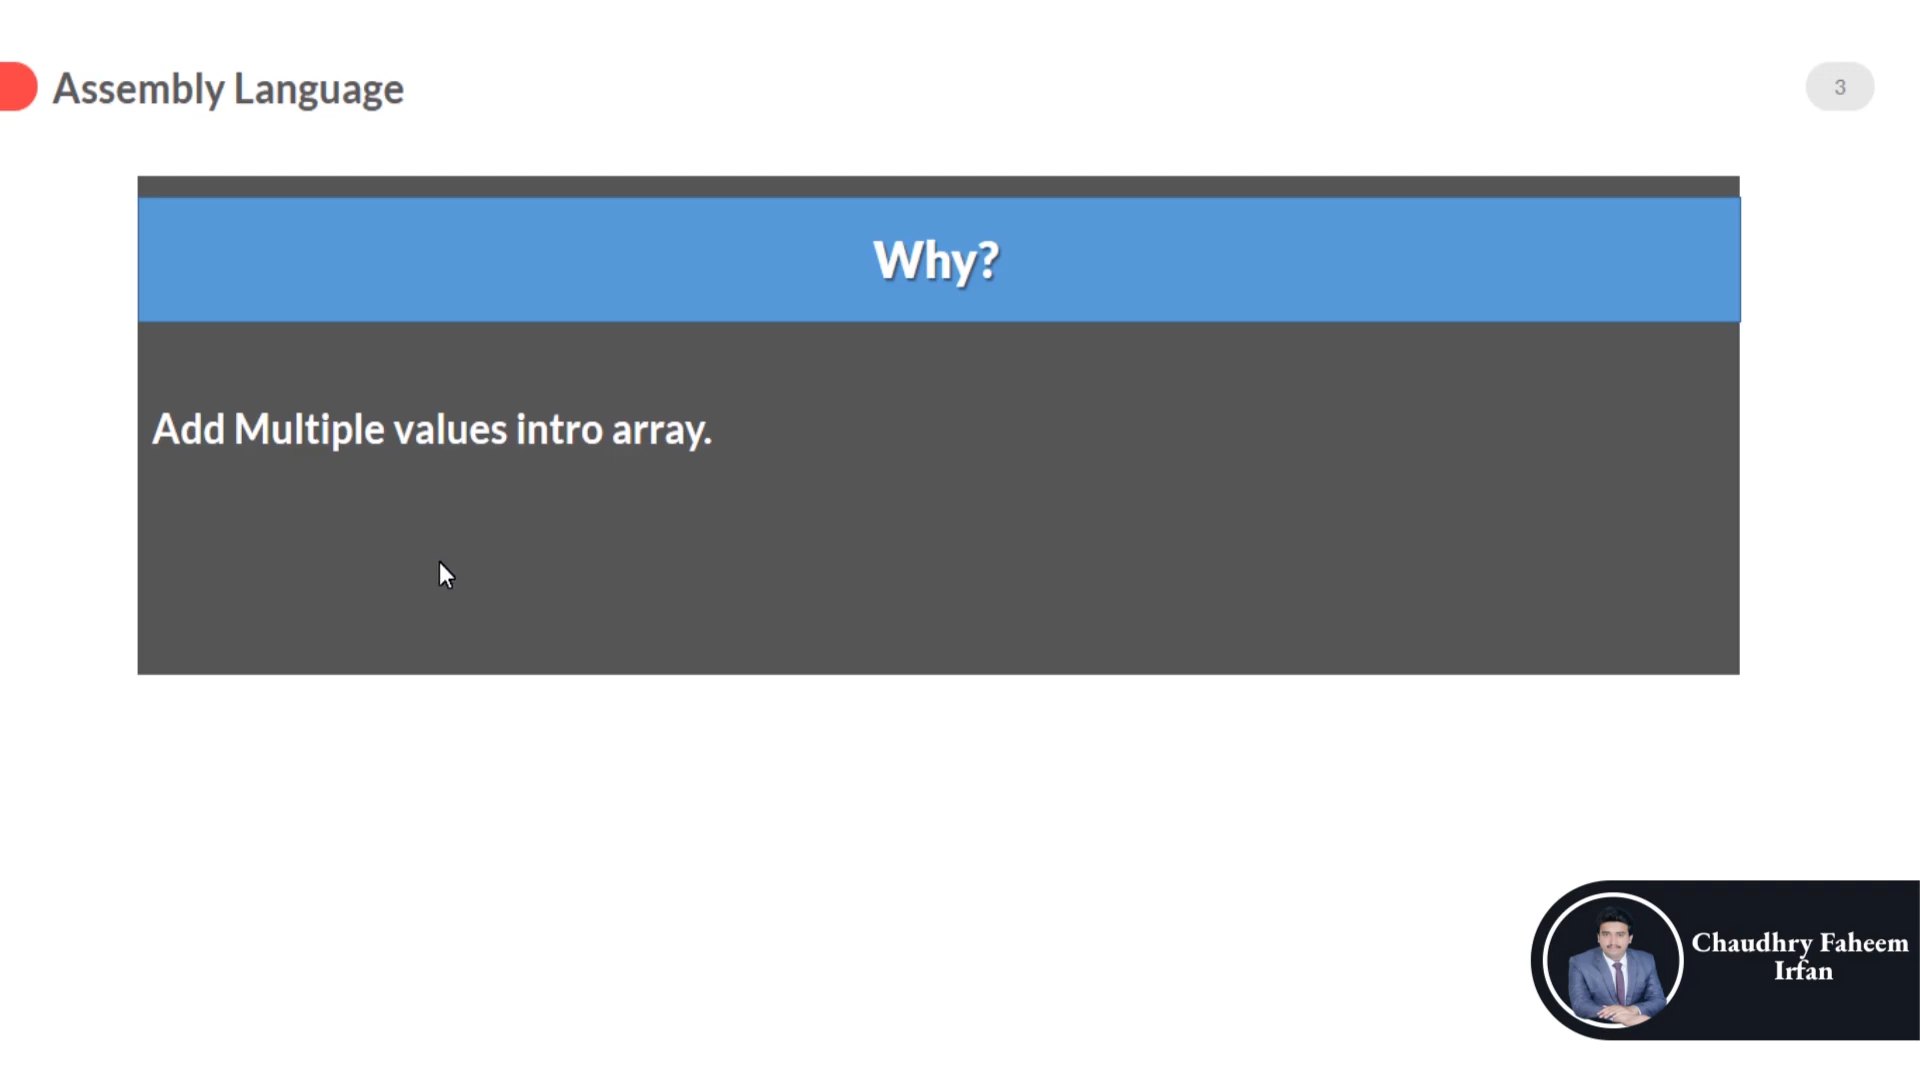 Assembly Language
3
Why?
Add Multiple values intro array.
Chaudhry Faheem
Irfan